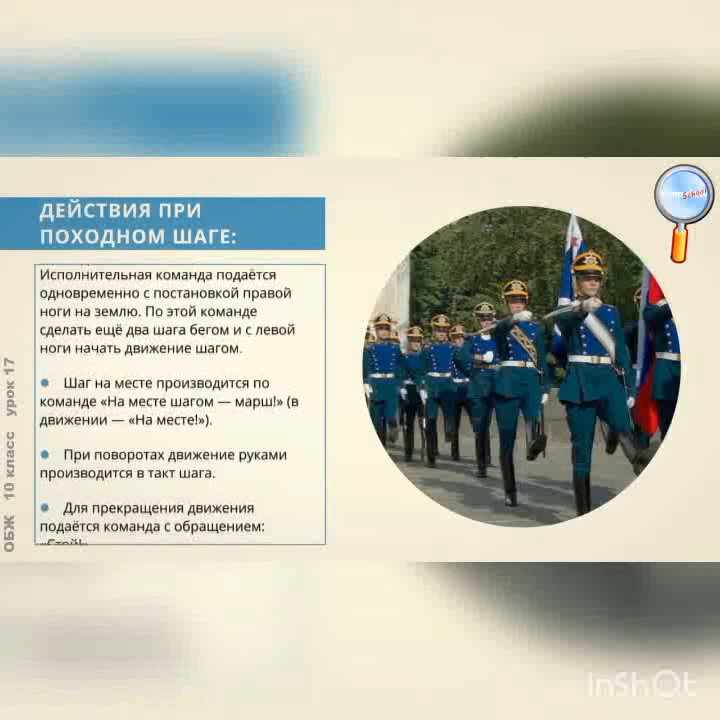 ДЕЙСТВИЯ ПРИ
ПОХОДНОМ ШАГЕ:
Исполнительная команда подаётся
одновременно с постановкой правой
ноги на землю. По этой команде
сделать ещё два шага бегом и с левой
ноги начать движение шагом.
● Шаг на месте производится по
команде «На месте шагом — марш!» (в
движении — «На месте!»).
● При поворотах движение руками
производится в такт шага.
● Для прекращения движения
подаётся команда с обращением:
ОБЖ 10 класс урок 17
School
InShOt